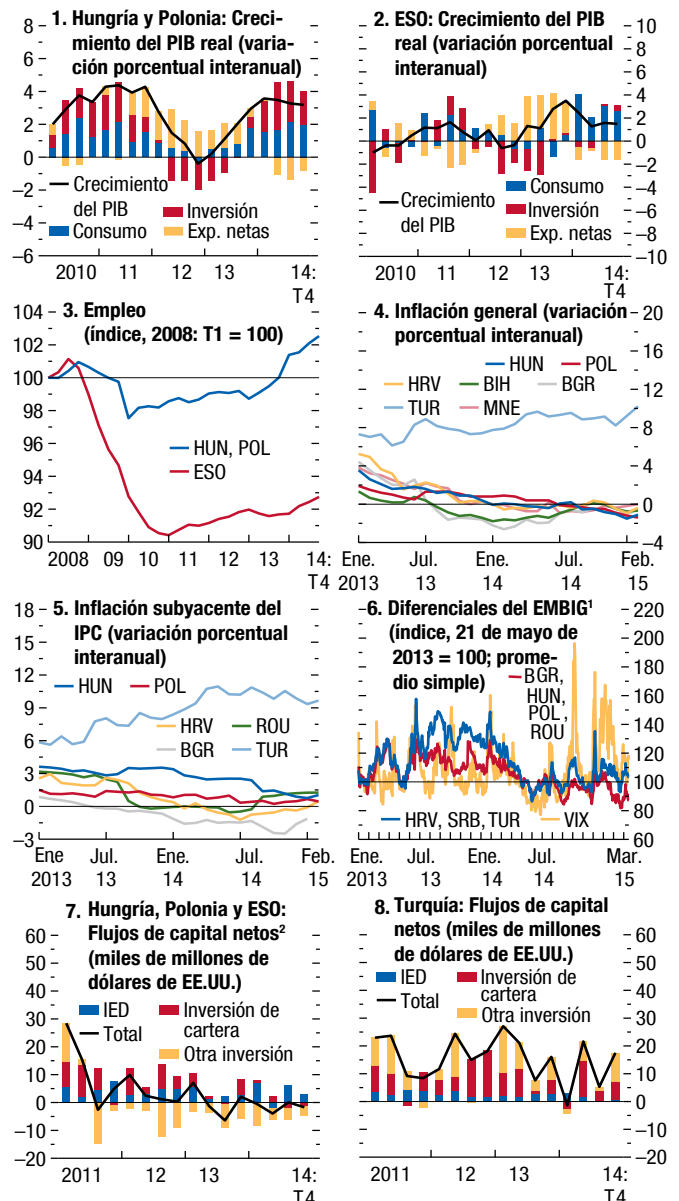 1. Hungría y Polonia: Creci-
miento del PIB real (varia-
ción porcentual interanual)
8
6
4
2
0
–2
–4
–6
Crecimiento
del PIB
Consumo
Inversión
Exp. netas
2010
11
12
13
14:
T4
2. ESO: Crecimiento del PIB
real (variación porcentual
interanual)
10
8
6
4
2
0
–2
–4
–6
–8
–10
Crecimiento
del PIB
Consumo
Inversión
Exp. netas
2010
11
12
13
14:
T4
3. Empleo
(índice, 2008: T1 = 100)
104
102
100
98
96
94
92
90
HUN, POL
ESO
2008
09
10
11
12
13
14:
T4
4. Inflación general (variación
porcentual interanual)
20
16
12
8
4
0
–4
HUN
POL
HRV
BIH
BGR
TUR
MNE
Ene.
2013
Jul.
13
Ene.
14
Jul.
14
Feb.
15
5. Inflación subyacente del
IPC (variación porcentual
interanual)
18
15
12
9
6
3
0
–3
HUN
POL
HRV
ROU
BGR
TUR
Ene
2013
Jul.
13
Ene.
14
Jul.
14
Feb.
15
6. Diferenciales del EMBIG¹
(índice, 21 de mayo de
2013 = 100; prome-
dio simple)
220
200
180
160
140
120
100
80
60
BGR,
HUN,
POL,
ROU
HRV, SRB, TUR
VIX
Ene.
2013
Jul.
13
Ene.
14
Jul.
14
Mar.
15
7. Hungría, Polonia y ESO:
Flujos de capital netos²
(miles de millones de
dólares de EE.UU.)
60
50
40
30
20
10
0
–10
–20
IED
Total
Inversión de
cartera
Otra inversión
2011
12
13
14:
T4
8. Turquía: Flujos de capital
netos (miles de millones
de dólares de EE.UU.)
60
50
40
30
20
10
0
–10
–20
IED
Total
Inversión de
cartera
Otra inversión
2011
12
13
14:
T4